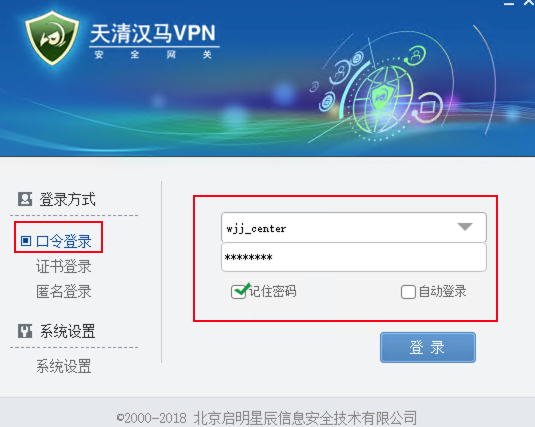 天清汉马VPN
安全网关
登录方式
口令登录
证书登录
匿名登录
系统设置
系统设置
wjj_center
********
记住密码
自动登录
登录
©2000-2018 北京启明星辰信息安全技术有限公司